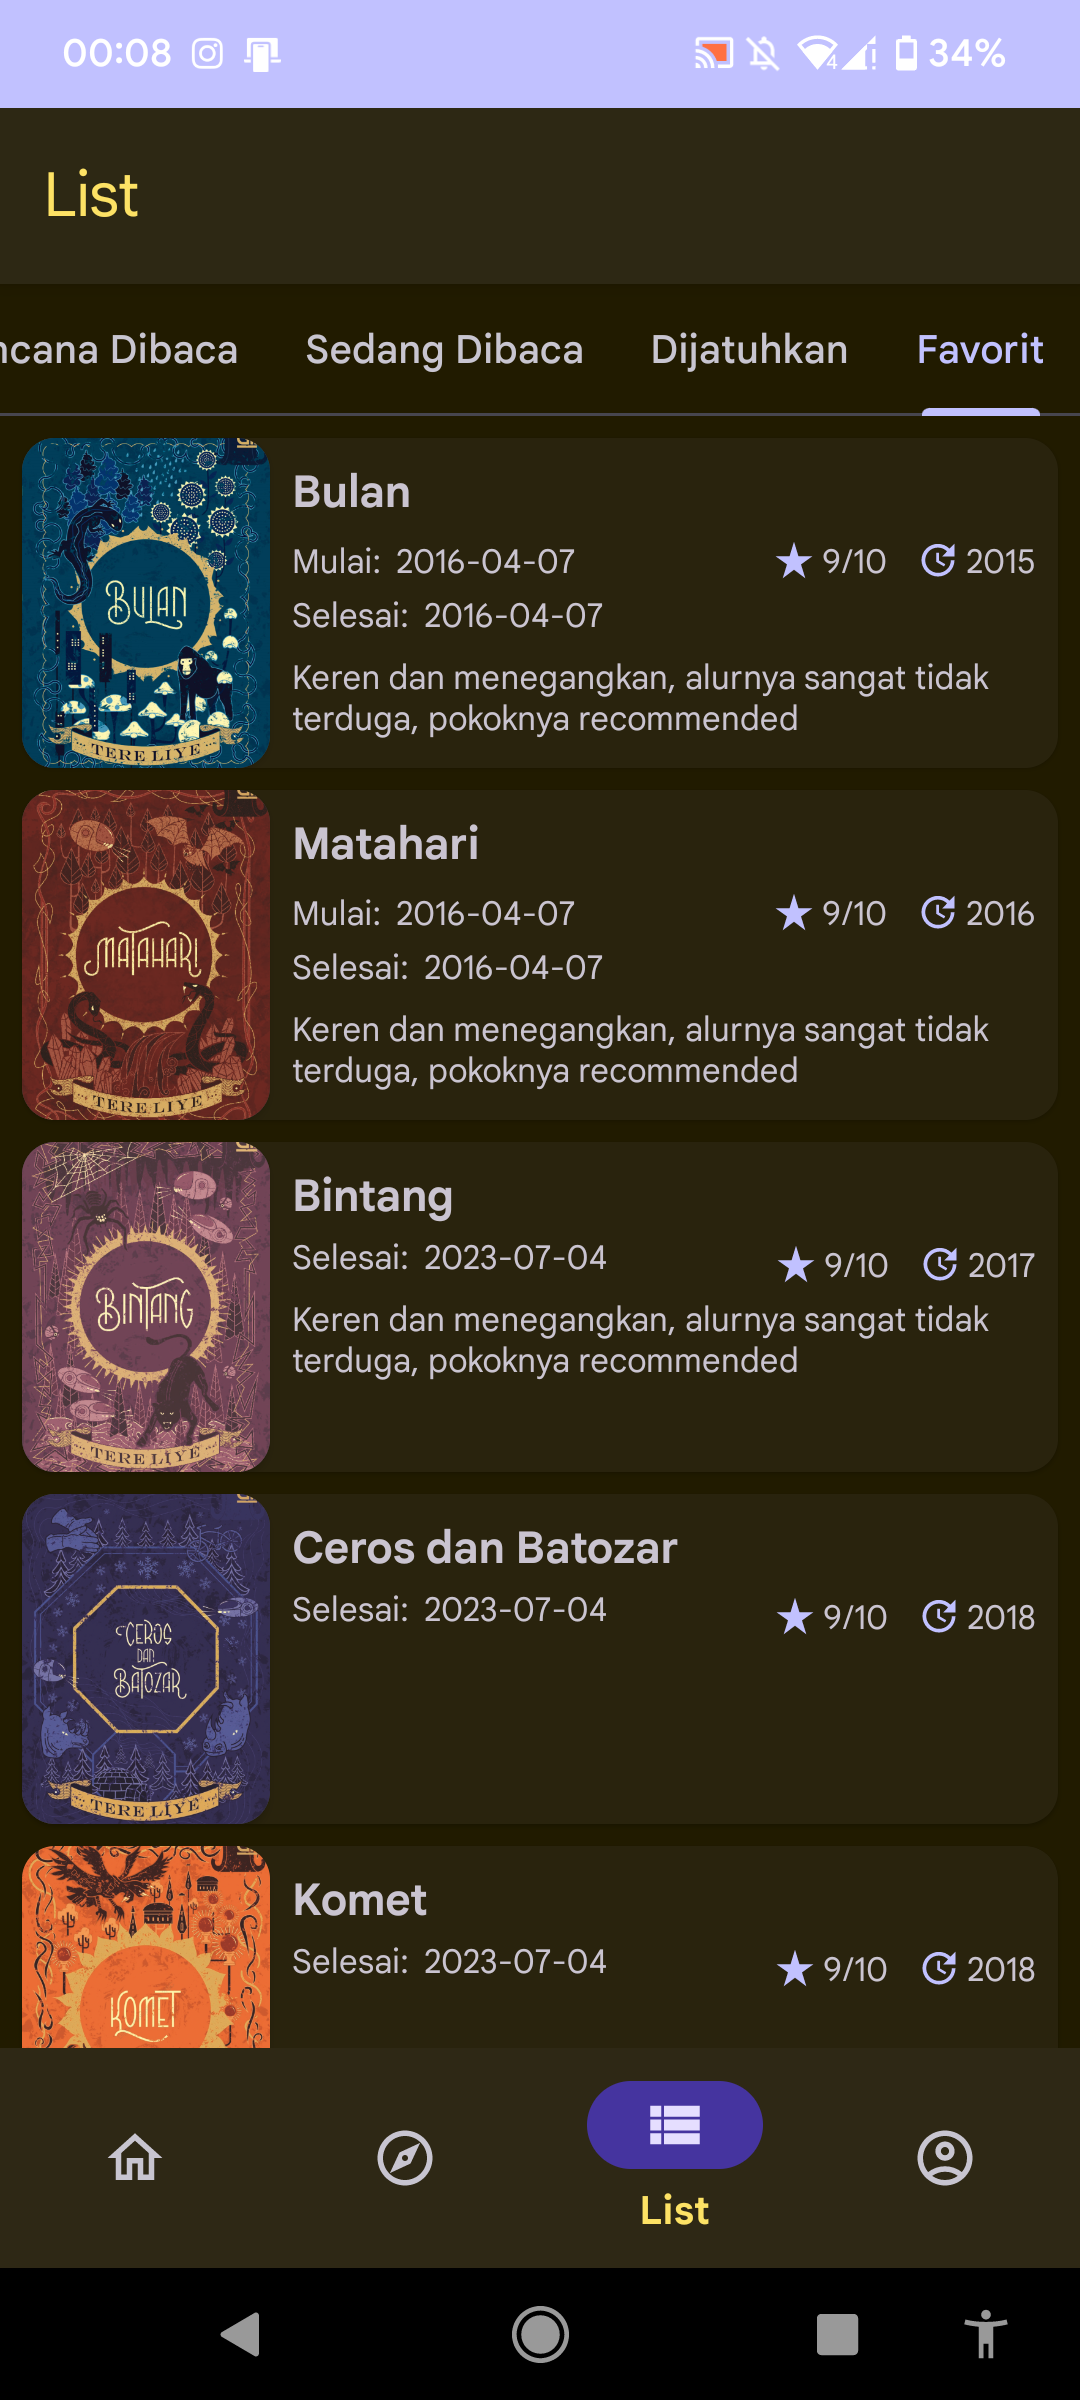 00:08
4
34%
List
ncana Dibaca
Sedang Dibaca
Dijatuhkan
Favorit
BULAN
TERE LIYE
Bulan
Mulai: 2016-04-07
9/10
2015
Selesai: 2016-04-07
Keren dan menegangkan, alurnya sangat tidak
terduga, pokoknya recommended
MATAHARI
TERE LIYE
Matahari
Mulai: 2016-04-07
9/10
2016
Selesai: 2016-04-07
Keren dan menegangkan, alurnya sangat tidak
terduga, pokoknya recommended
BINTANG
TERE LIYE
Bintang
Selesai: 2023-07-04
9/10
2017
Keren dan menegangkan, alurnya sangat tidak
terduga, pokoknya recommended
CEROS
DAN
BATOZAR
TERE LIYE
Ceros dan Batozar
Selesai: 2023-07-04
9/10
2018
KOMET
Komet
Selesai: 2023-07-04
9/10
2018
List